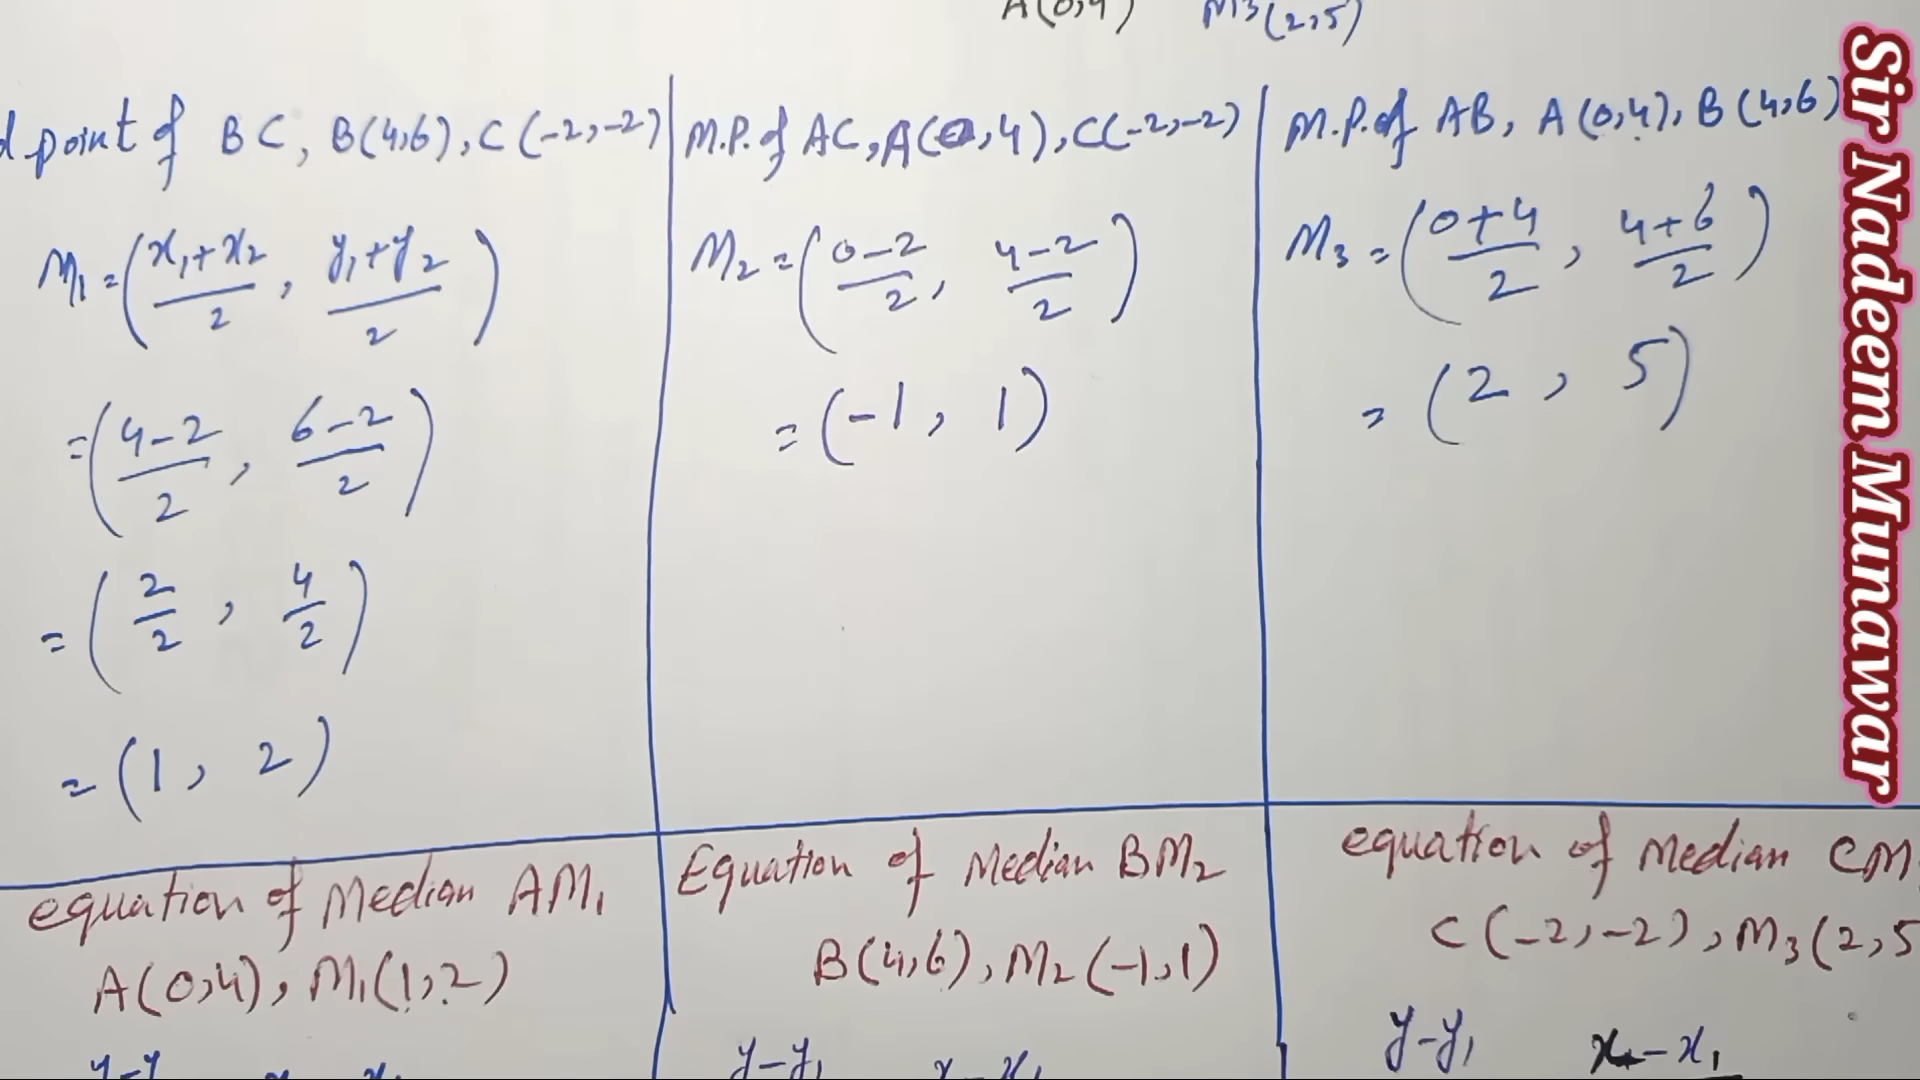 A(0,4) M3(2,5)
d point of BC, B(4,6), C(-2,-2)
M1 = (x1+x2/2, y1+y2/2)
= (4-2/2, 6-2/2)
= (2/2, 4/2)
= (1, 2)
M.P. of AC, A(0,4), C(-2,-2)
M2 = (0-2/2, 4-2/2)
= (-1, 1)
M.P. of AB, A(0,4), B(4,6)
M3 = (0+4/2, 4+6/2)
= (2, 5)
equation of Median AM1
A(0,4), M1(1,2)
y-y x-x1
Equation of Median BM2
B(4,6), M2(-1,1)
y-y1 x-x1
equation of Median CM
C(-2,-2), M3(2,5
y-y1 x-x1
Sir Nadeem Munawar